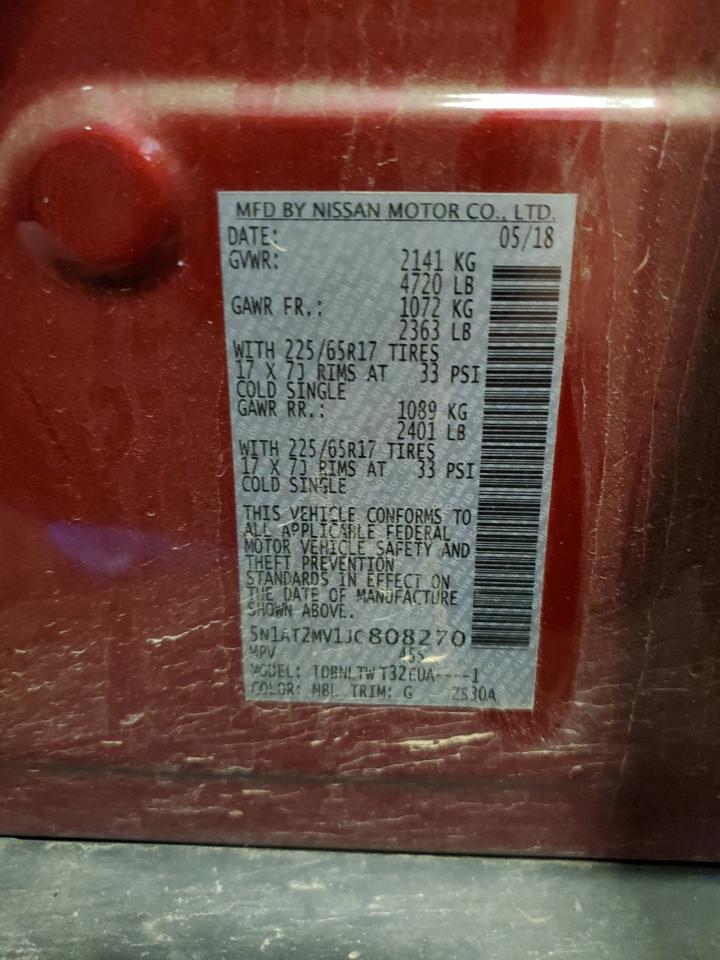 MFD BY NISSAN MOTOR CO., LTD.
DATE: 05/18
GVWR: 2141 KG
4720 LB
GAWR FR.: 1072 KG
2363 LB
WITH 225/65R17 TIRES
17 X 7J RIMS AT 33 PSI
COLD SINGLE
GAWR RR.: 1089 KG
2401 LB
WITH 225/65R17 TIRES
17 X 7J RIMS AT 33 PSI
COLD SINGLE
THIS VEHICLE CONFORMS TO
ALL APPLICABLE FEDERAL
MOTOR VEHICLE SAFETY AND
THEFT PREVENTION
STANDARDS IN EFFECT ON
THE DATE OF MANUFACTURE
SHOWN ABOVE.
5N1AT2MV1JC808270
MPV
MODEL: TDBNLTWT32EUA----1
COLOR: NBL TRIM: G ZS30A